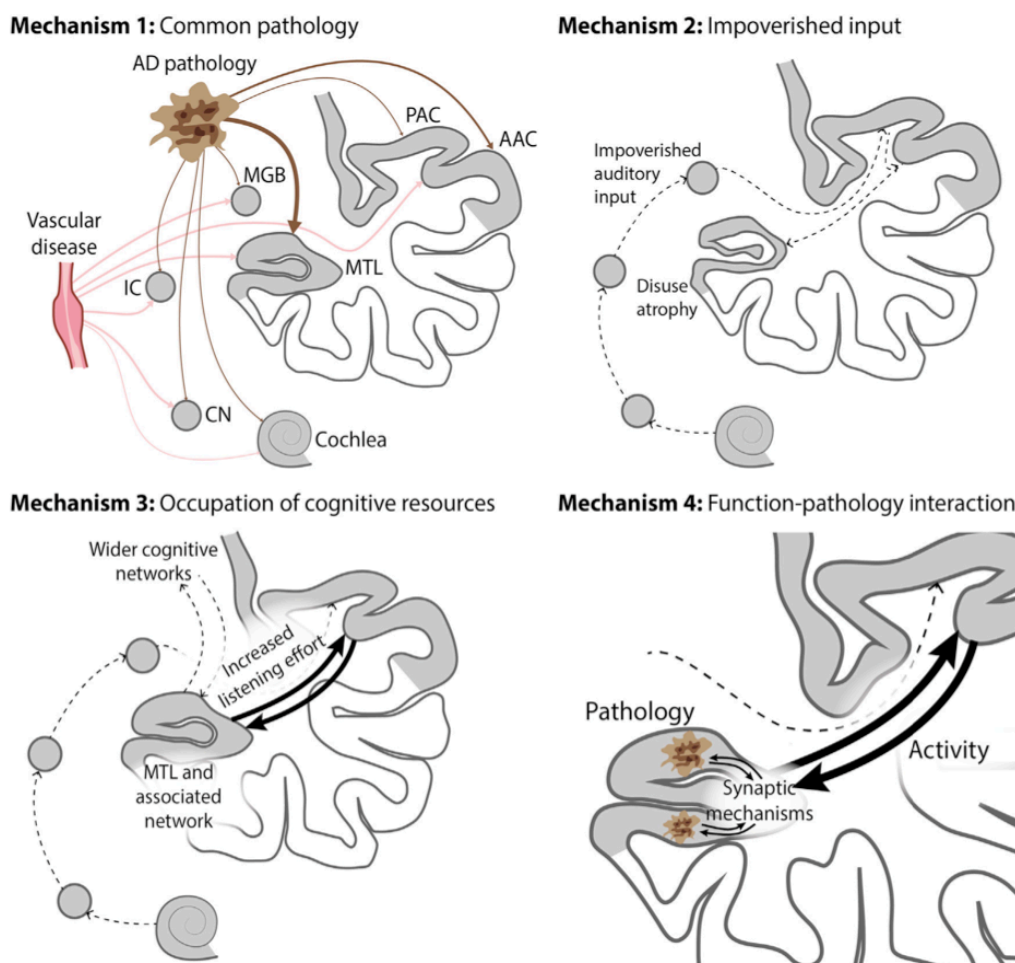 Mechanism 1: Common pathology
AD pathology
PAC
AAC
MGB
Vascular
disease
MTL
IC
CN
Cochlea
Mechanism 2: Impoverished input
Impoverished
auditory
input
Disuse
atrophy
Mechanism 3: Occupation of cognitive resources
Wider cognitive
networks
Increased
listening effort
MTL and
associated
network
Mechanism 4: Function-pathology interaction
Pathology
Activity
Synaptic
mechanisms